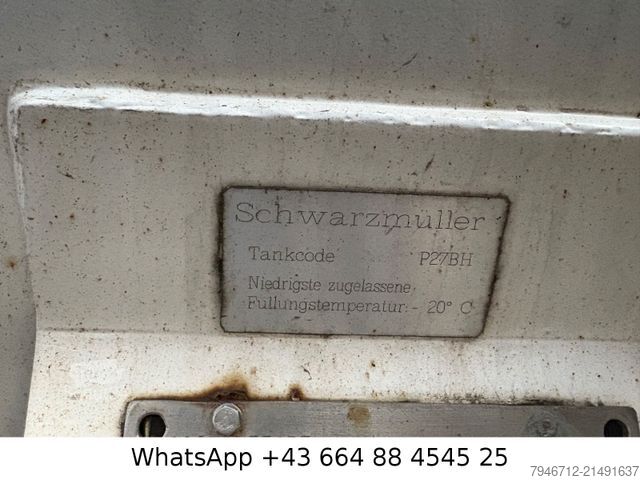 Schwarzmüller
Tankcode P27BH
Niedrigste zugelassene
Füllungstemperatur - 20° C
WhatsApp +43 664 88 4545 25
7946712-21491637